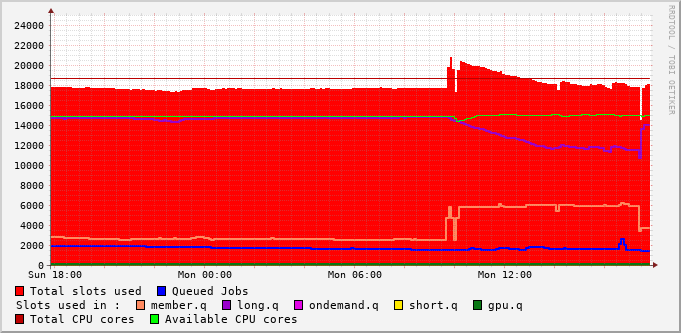 24000
22000
20000
18000
16000
14000
12000
10000
8000
6000
4000
2000
0
Sun 18:00 Mon 00:00 Mon 06:00 Mon 12:00
Total slots used Queued Jobs
Slots used in : member.q long.q ondemand.q short.q gpu.q
Total CPU cores Available CPU cores
RRDTOOL / TOBI OETIKER